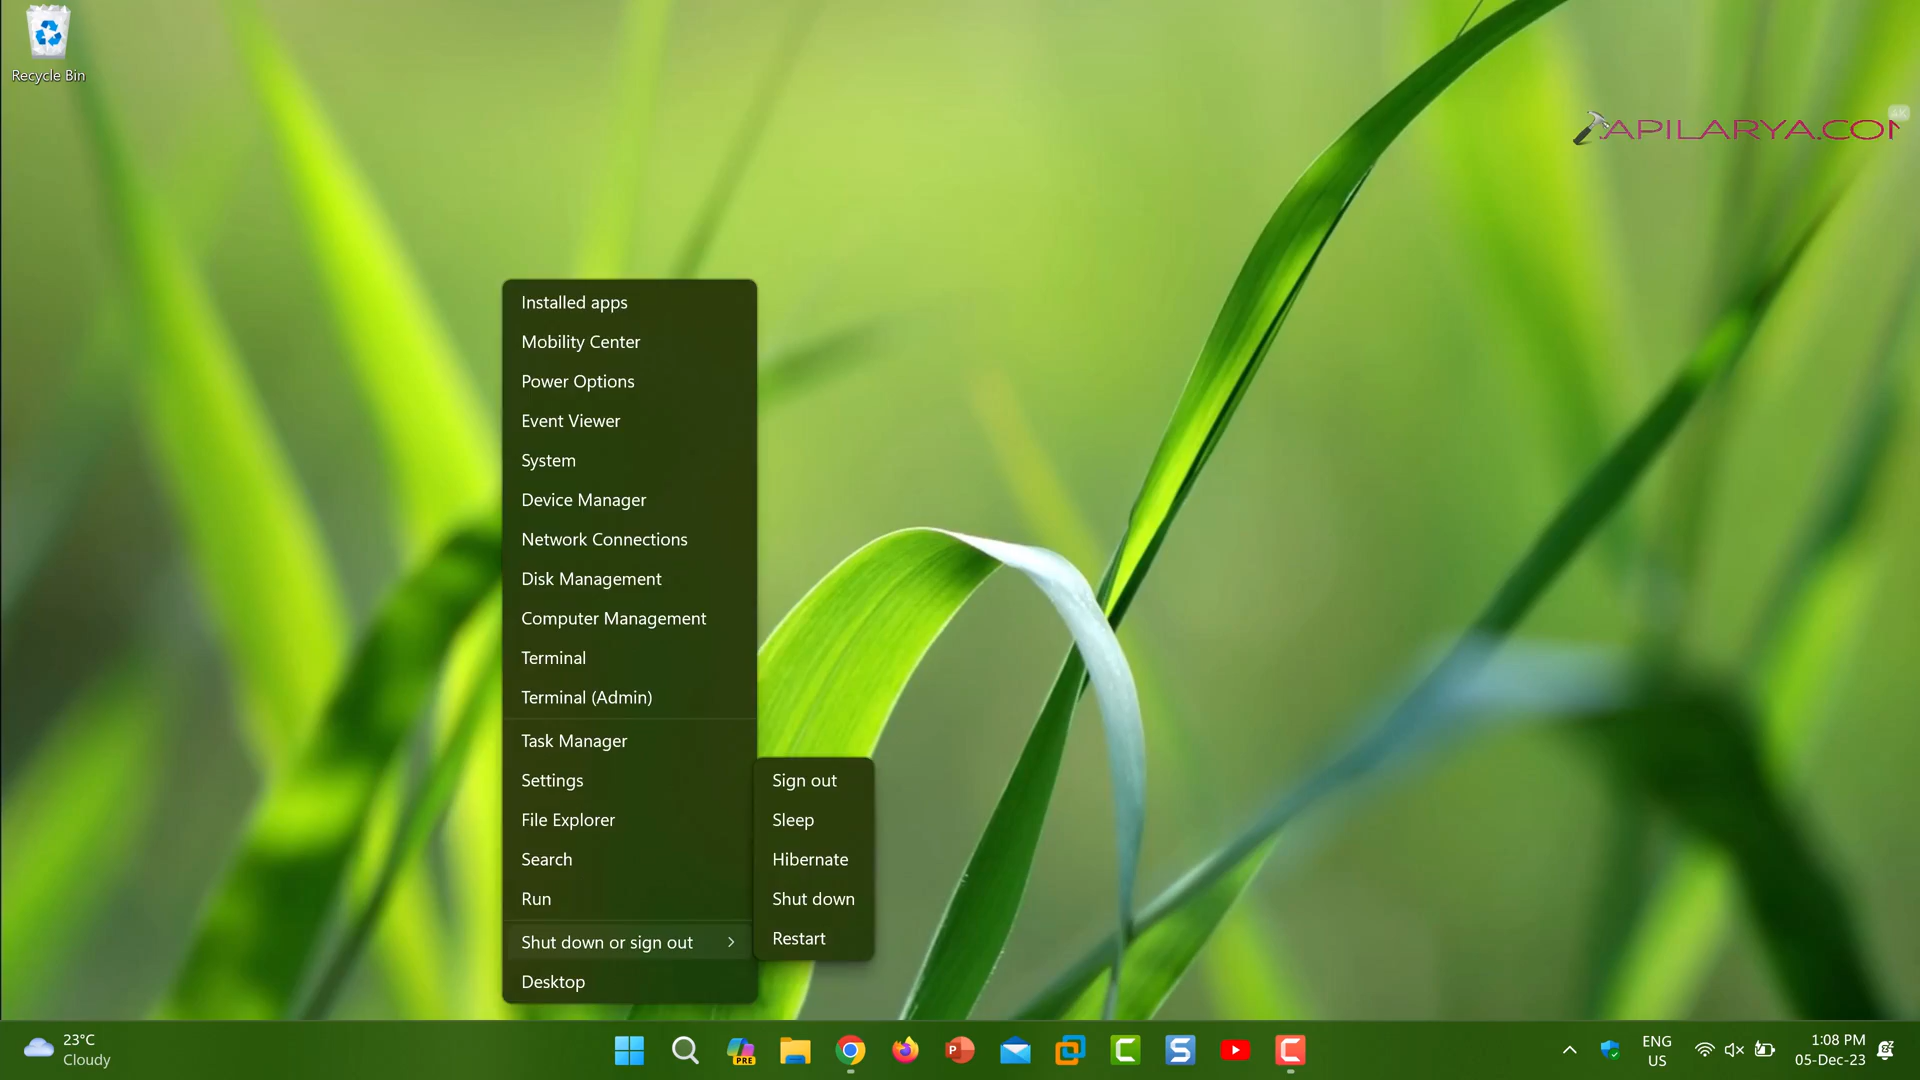 Recycle Bin
APILARYA.COM
Installed apps
Mobility Center
Power Options
Event Viewer
System
Device Manager
Network Connections
Disk Management
Computer Management
Terminal
Terminal (Admin)
Task Manager
Settings
File Explorer
Search
Run
Shut down or sign out
Desktop
Sign out
Sleep
Hibernate
Shut down
Restart
23°C
Cloudy
PRE
P
C
S
C
ENG
US
1:08 PM
05-Dec-23